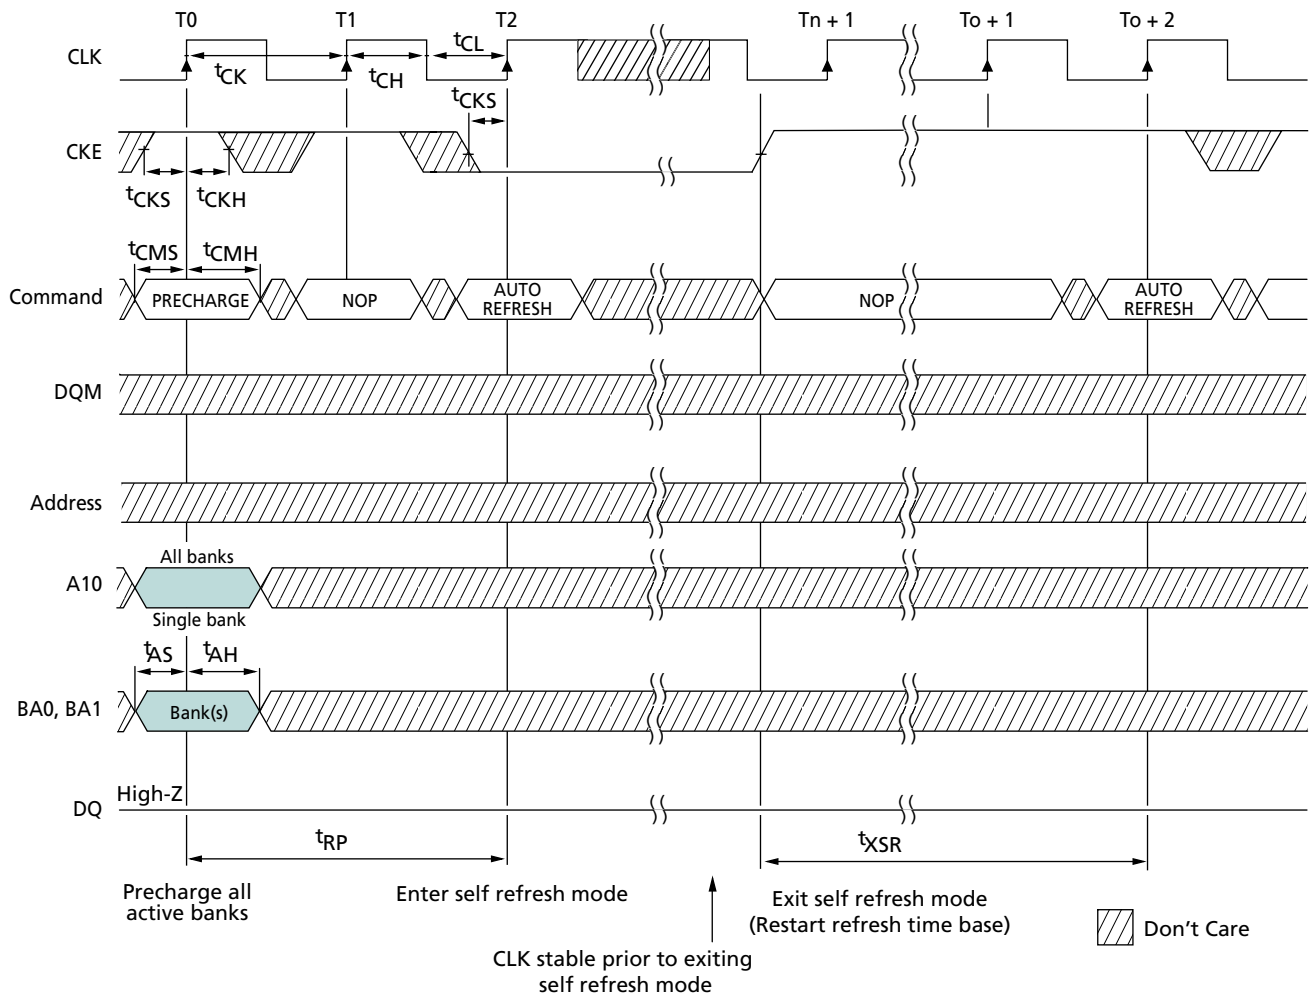 T0 T1 T2 Tn + 1 To + 1 To + 2
CLK
tCK tCH tCL
tCKS
CKE
tCKS tCKH
tCMS tCMH
Command PRECHARGE NOP AUTO REFRESH NOP AUTO REFRESH
DQM
Address
All banks
A10
Single bank
tAS tAH
BA0, BA1 Bank(s)
High-Z
DQ
tRP tXSR
Precharge all
active banks
Enter self refresh mode
Exit self refresh mode
(Restart refresh time base)
Don't Care
CLK stable prior to exiting
self refresh mode